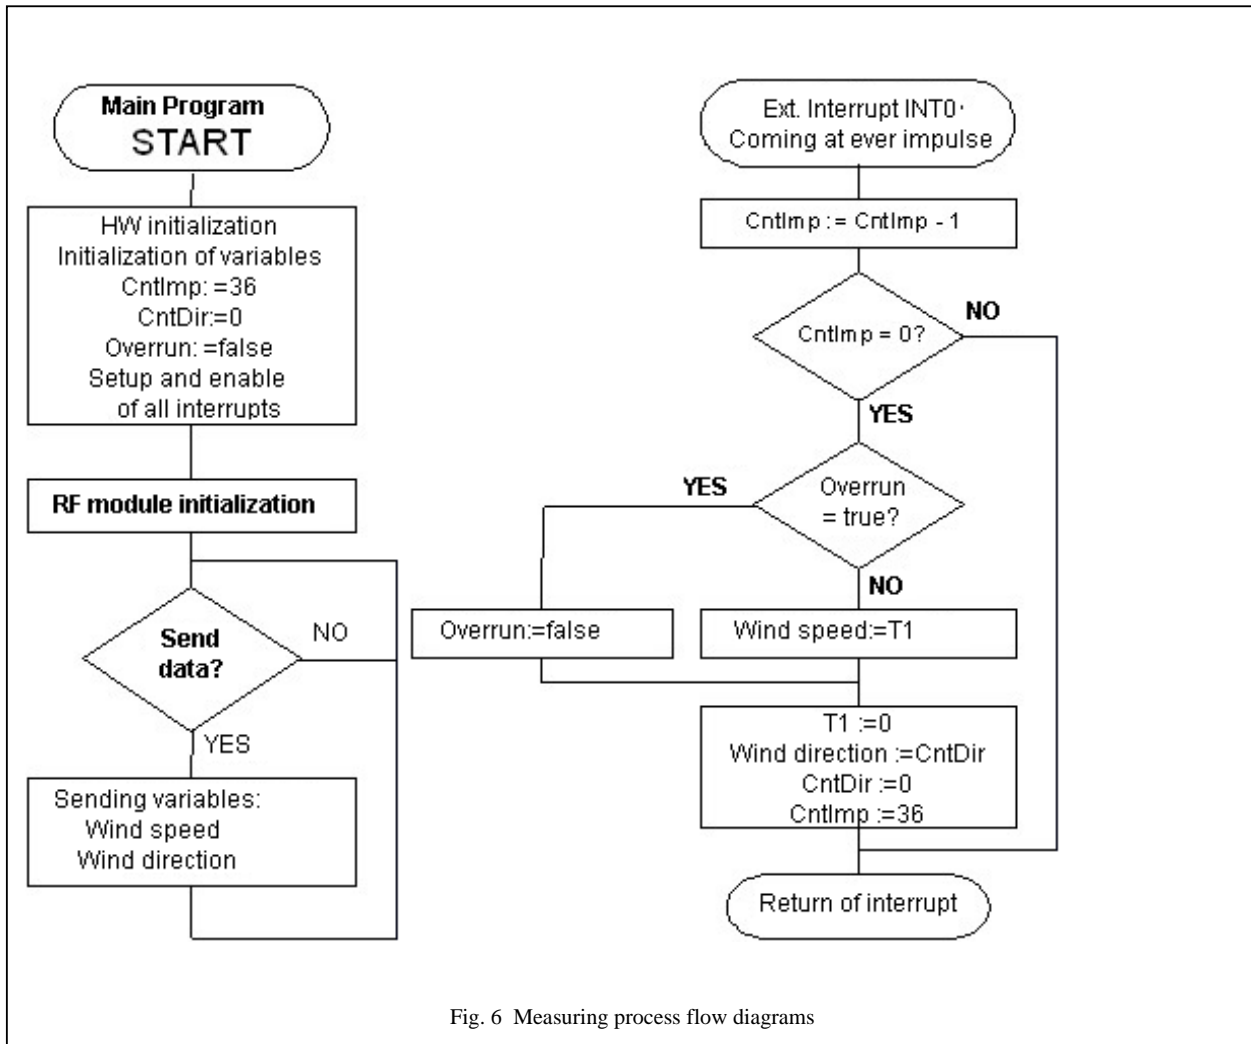 Main Program
START
HW initialization
Initialization of variables
CntImp: =36
CntDir:=0
Overrun: =false
Setup and enable
of all interrupts
RF module initialization
Send
data?
NO
YES
Sending variables:
Wind speed
Wind direction
Ext. Interrupt INT0·
Coming at ever impulse
CntImp := CntImp - 1
CntImp = 0?
NO
YES
Overrun
= true?
YES
NO
Overrun:=false
Wind speed:=T1
T1 :=0
Wind direction :=CntDir
CntDir :=0
CntImp :=36
Return of interrupt
Fig. 6 Measuring process flow diagrams